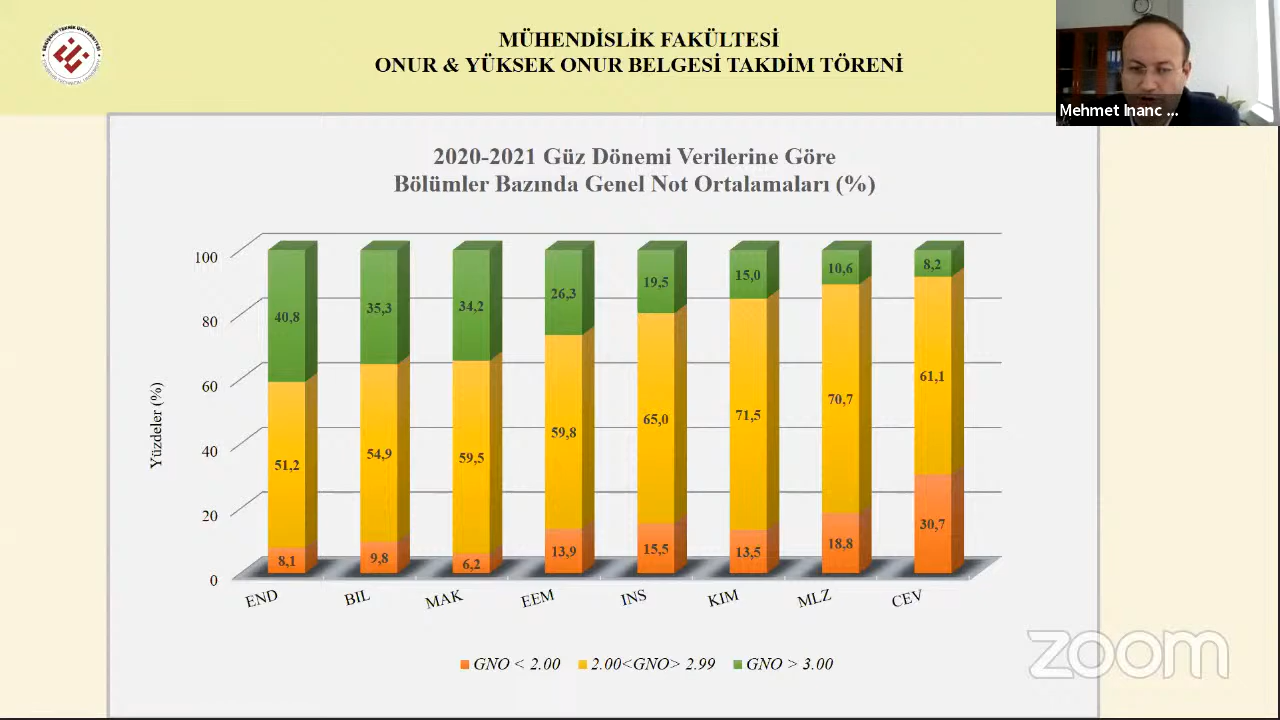 MÜHENDİSLİK FAKÜLTESİ
ONUR & YÜKSEK ONUR BELGESİ TAKDİM TÖRENİ
Mehmet Inanc ...
2020-2021 Güz Dönemi Verilerine Göre
Bölümler Bazında Genel Not Ortalamaları (%)
Yüzdeler (%)
100
80
60
40
20
0
40,8
35,3
34,2
26,3
19,5
15,0
10,6
8,2
51,2
54,9
59,5
59,8
65,0
71,5
70,7
61,1
8,1
9,8
6,2
13,9
15,5
13,5
18,8
30,7
END
BIL
MAK
EEM
INS
KIM
MLZ
CEV
GNO < 2.00
2.00<GNO> 2.99
GNO > 3.00
zoom